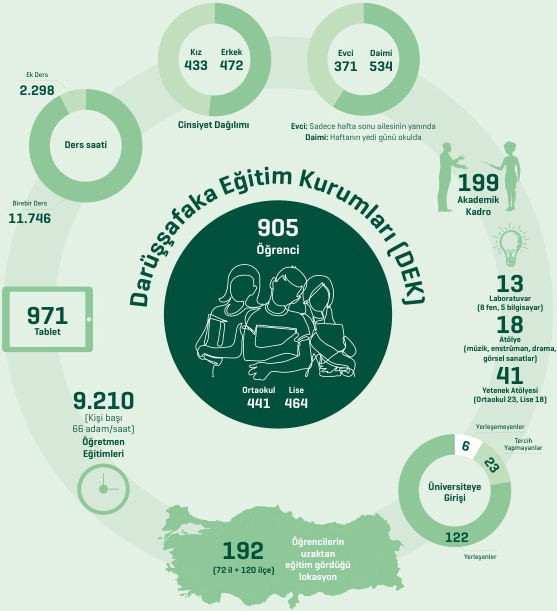 Kız Erkek
433 472
Cinsiyet Dağılımı
Evci Daimi
371 534
Evci: Sadece hafta sonu ailesinin yanında
Daimi: Haftanın yedi günü okulda
Ek Ders
2.298
Ders saati
Birebir Ders
11.746
Darüşşafaka Eğitim Kurumları (DEK)
905
Öğrenci
Ortaokul Lise
441 464
199
Akademik
Kadro
13
Laboratuvar
(8 fen, 5 bilgisayar)
18
Atölye
(müzik, enstrüman, drama,
görsel sanatlar)
41
Yetenek Atölyesi
(Ortaokul 23, Lise 18)
971
Tablet
9.210
(Kişi başı
66 adam/saat)
Öğretmen
Eğitimleri
Yerleşemeyenler
6
Tercih
Yapmayanlar
23
Üniversiteye
Girişi
122
Yerleşenler
192
(72 il + 120 ilçe)
Öğrencilerin
uzaktan
eğitim gördüğü
lokasyon